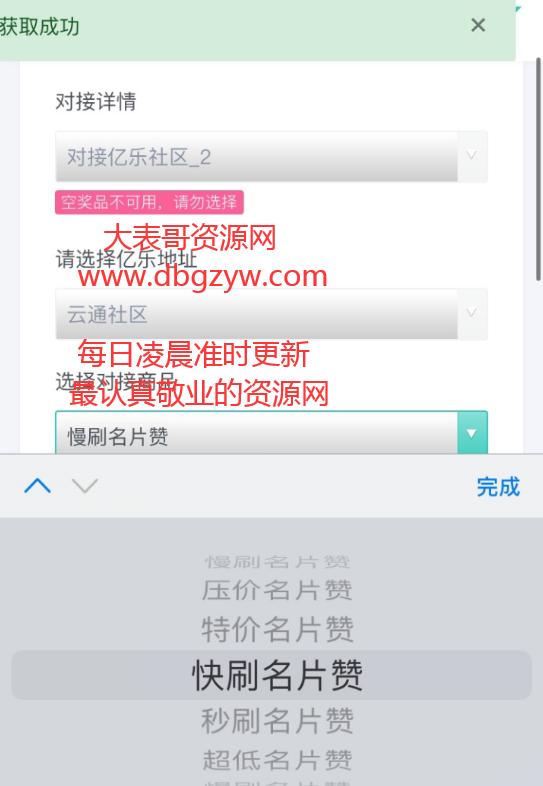 获取成功
×
对接详情
对接亿乐社区_2
空奖品不可用，请勿选择
大表哥资源网
请选择亿乐地址
www.dbgzyw.com
云通社区
每日凌晨准时更新
选择对接商品
最认真敬业的资源网
慢刷名片赞
完成
慢刷名片赞
压价名片赞
特价名片赞
快刷名片赞
秒刷名片赞
超低名片赞